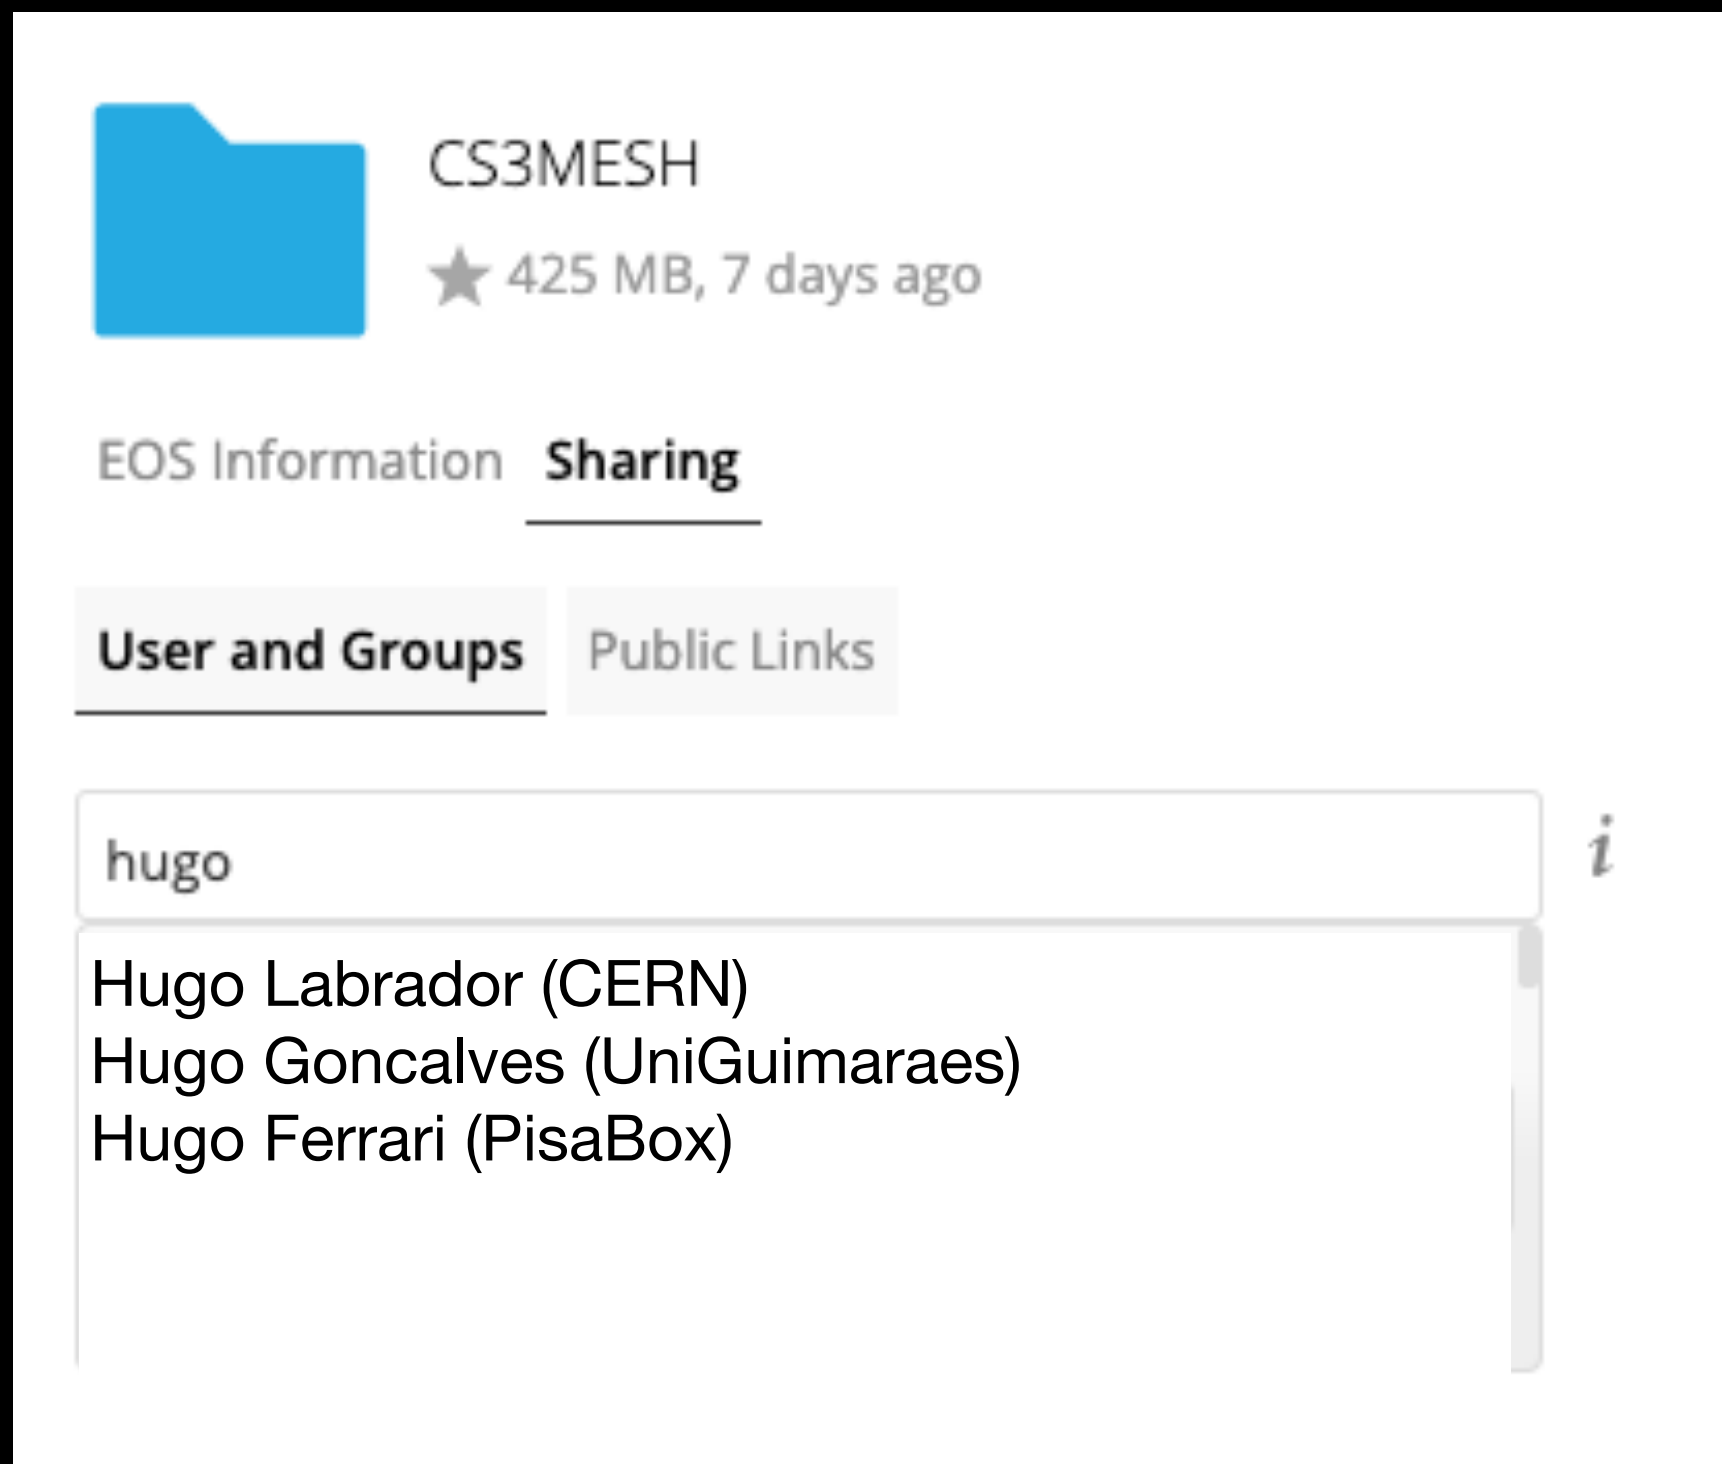 CS3MESH
425 MB, 7 days ago
EOS Information Sharing
User and Groups Public Links
hugo
i
Hugo Labrador (CERN)
Hugo Goncalves (UniGuimaraes)
Hugo Ferrari (PisaBox)